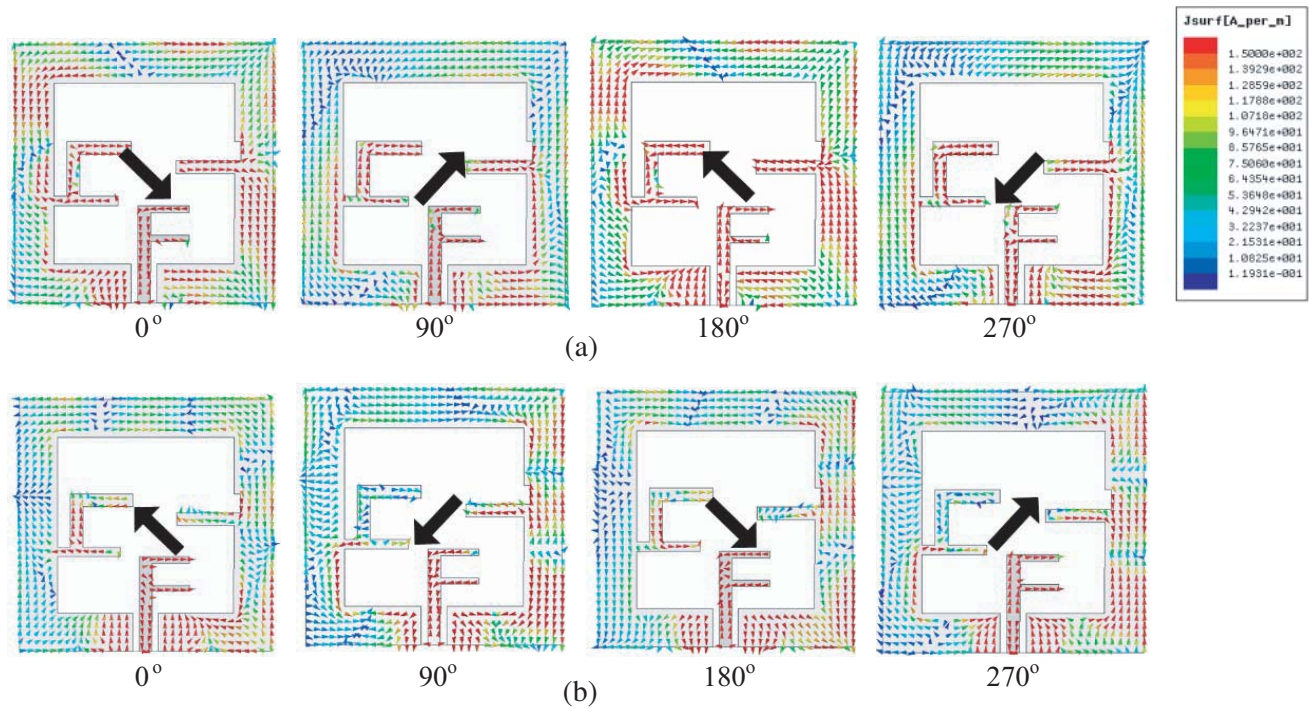 Jsurf[A_per_m]
1.5000e+002
1.3929e+002
1.2859e+002
1.1788e+002
1.0718e+002
9.6471e+001
8.5765e+001
7.5060e+001
6.4354e+001
5.3648e+001
4.2942e+001
3.2237e+001
2.1531e+001
1.0825e+001
1.1931e-001
0° 90° 180° 270°
(a)
0° 90° 180° 270°
(b)